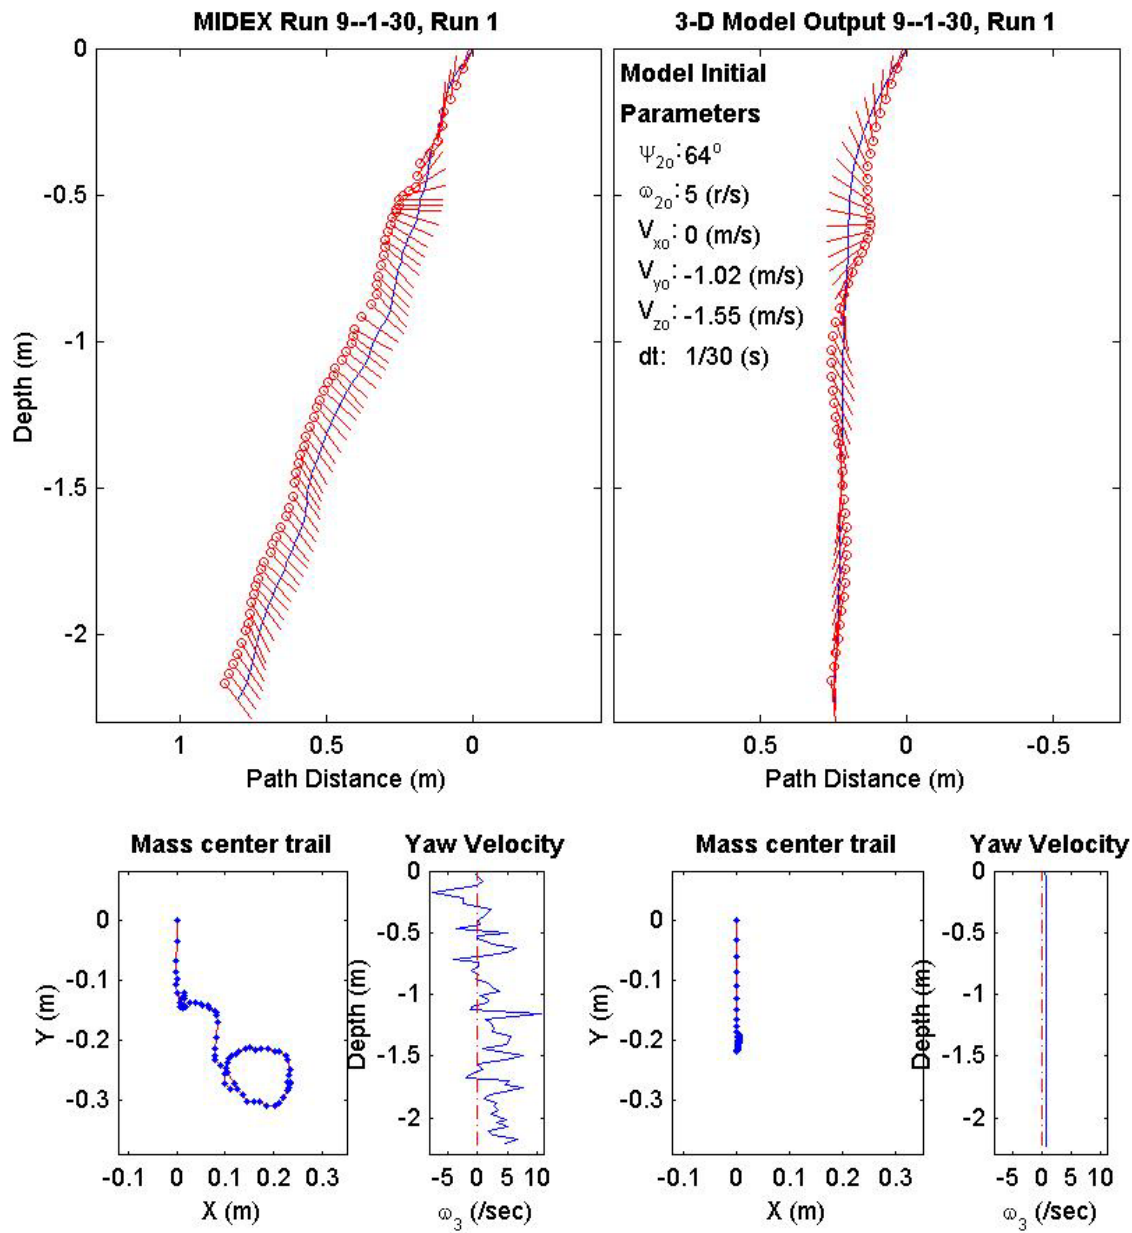 MIDEX Run 9--1-30, Run 1
0
-0.5
-1
-1.5
-2
Depth (m)
1 0.5 0
Path Distance (m)
3-D Model Output 9--1-30, Run 1
Model Initial
Parameters
Ψ2o: 64o
ω2o: 5 (r/s)
Vxo: 0 (m/s)
Vyo: -1.02 (m/s)
Vzo: -1.55 (m/s)
dt: 1/30 (s)
0.5 0 -0.5
Path Distance (m)
Mass center trail
0
-0.1
-0.2
-0.3
Y (m)
-0.1 0 0.1 0.2 0.3
X (m)
Yaw Velocity
0
-0.5
-1
-1.5
-2
Depth (m)
-5 0 5 10
ω3 (/sec)
Mass center trail
0
-0.1
-0.2
-0.3
Y (m)
-0.1 0 0.1 0.2 0.3
X (m)
Yaw Velocity
0
-0.5
-1
-1.5
-2
Depth (m)
-5 0 5 10
ω3 (/sec)